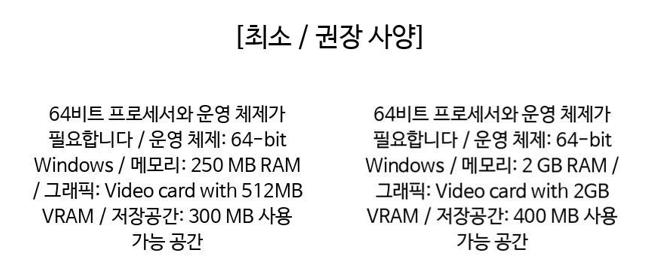 [최소 / 권장 사양]
64비트 프로세서와 운영 체제가
필요합니다 / 운영 체제: 64-bit
Windows / 메모리: 250 MB RAM
/ 그래픽: Video card with 512MB
VRAM / 저장공간: 300 MB 사용
가능 공간
64비트 프로세서와 운영 체제가
필요합니다 / 운영 체제: 64-bit
Windows / 메모리: 2 GB RAM /
그래픽: Video card with 2GB
VRAM / 저장공간: 400 MB 사용
가능 공간